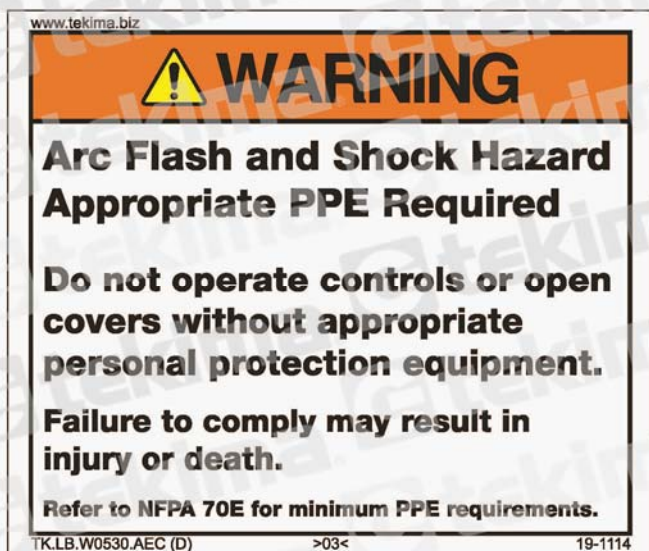 www.tekima.biz
WARNING
Arc Flash and Shock Hazard
Appropriate PPE Required
Do not operate controls or open
covers without appropriate
personal protection equipment.
Failure to comply may result in
injury or death.
Refer to NFPA 70E for minimum PPE requirements.
TK.LB.W0530.AEC (D) >03< 19-1114